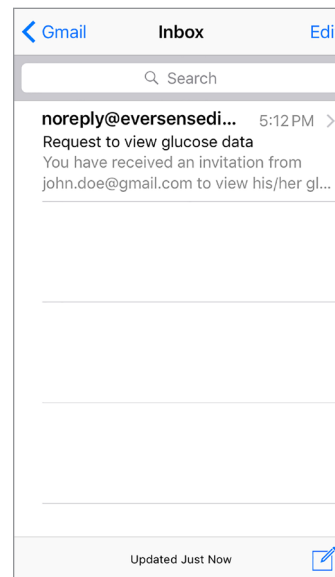 Gmail
Inbox
Edi
Search
noreply@eversensedi...
5:12 PM
Request to view glucose data
You have received an invitation from
john.doe@gmail.com to view his/her gl...
Updated Just Now